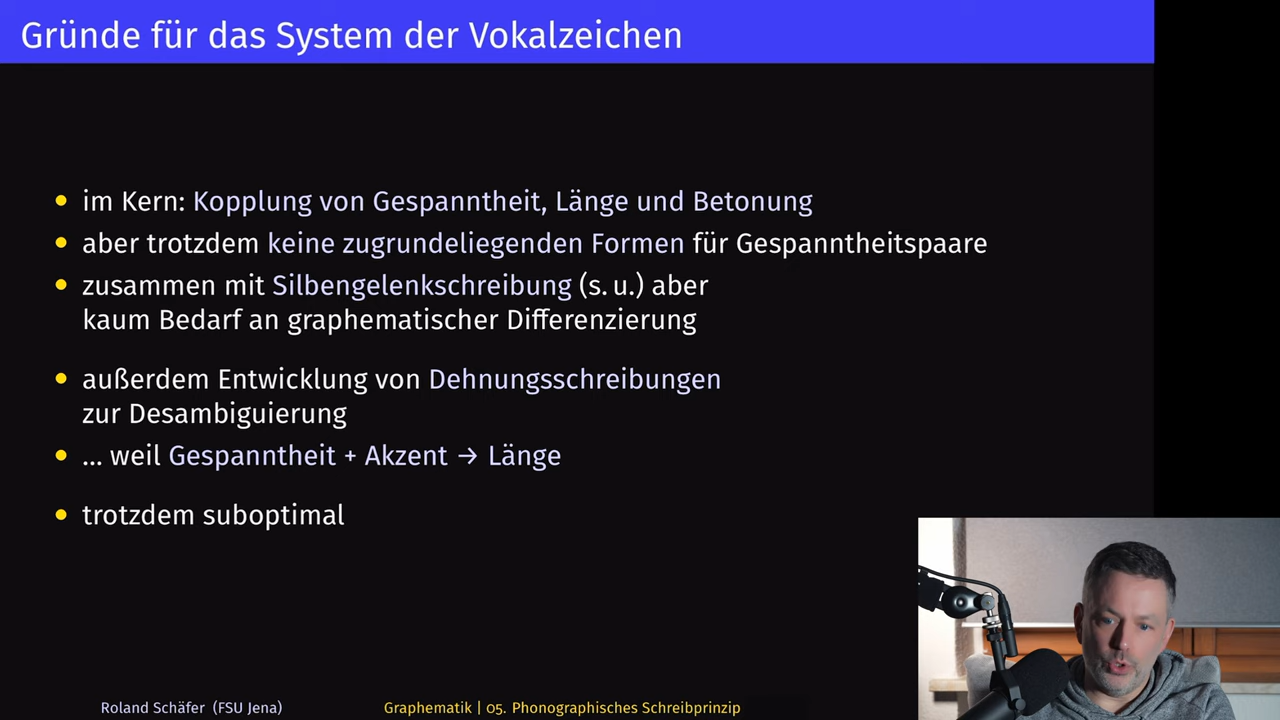 Gründe für das System der Vokalzeichen
• im Kern: Kopplung von Gespanntheit, Länge und Betonung
• aber trotzdem keine zugrundeliegenden Formen für Gespanntheitspaare
• zusammen mit Silbengelenkschreibung (s. u.) aber
kaum Bedarf an graphematischer Differenzierung
• außerdem Entwicklung von Dehnungsschreibungen
zur Desambiguierung
• … weil Gespanntheit + Akzent → Länge
• trotzdem suboptimal
Roland Schäfer (FSU Jena)
Graphematik | 05. Phonographisches Schreibprinzip